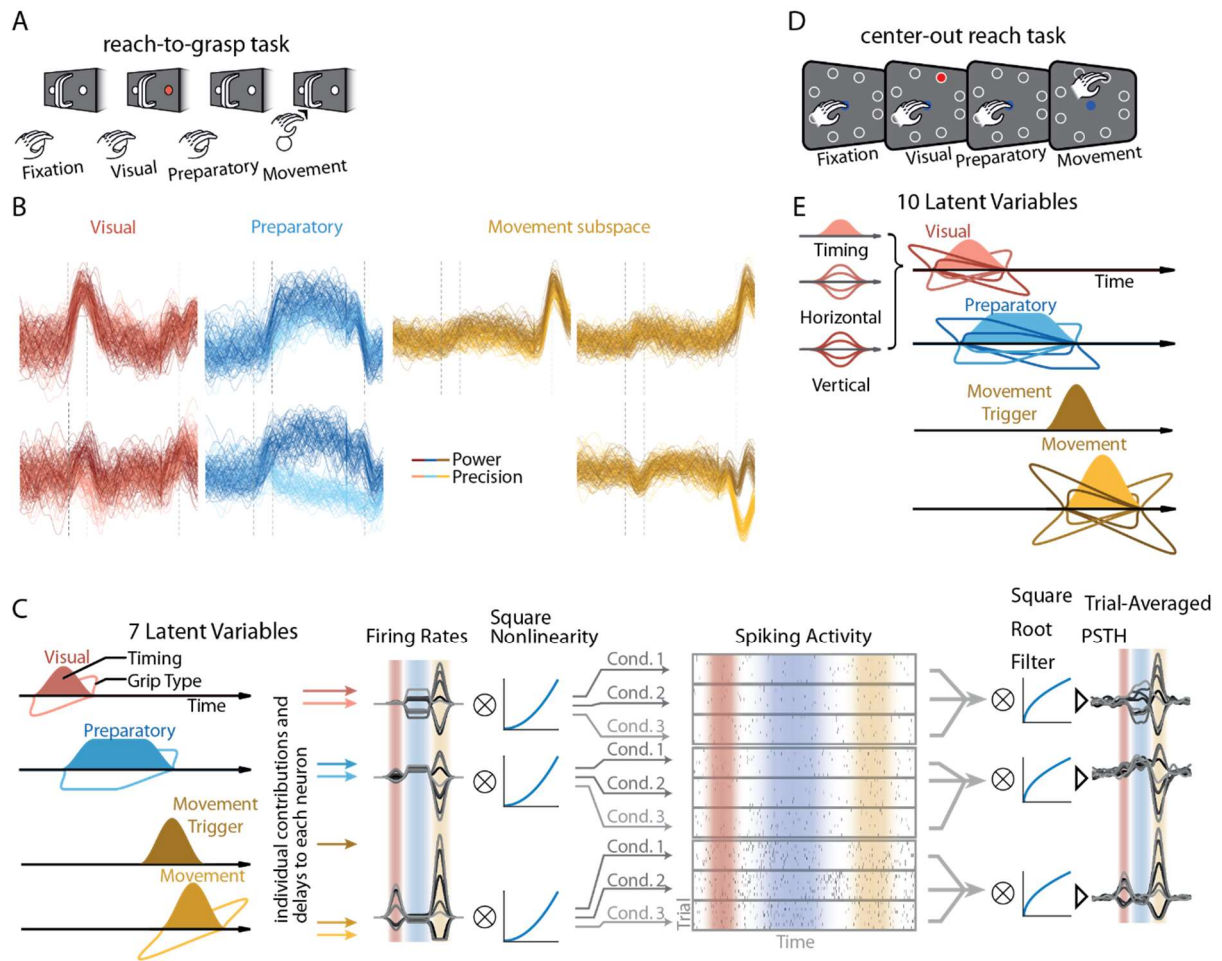 A
reach-to-grasp task
Fixation
Visual
Preparatory
Movement
B
Visual
Preparatory
Movement subspace
Power
Precision
C
7 Latent Variables
Visual
Timing
Grip Type
Time
Preparatory
Movement
Trigger
Movement
individual contributions and
delays to each neuron
Firing Rates
Square
Nonlinearity
Cond. 1
Cond. 2
Cond. 3
Cond. 1
Cond. 2
Cond. 3
Cond. 1
Cond. 2
Cond. 3
Spiking Activity
Trial
Time
Square
Root
Filter
Trial-Averaged
PSTH
D
center-out reach task
Fixation
Visual
Preparatory
Movement
E
10 Latent Variables
Timing
Horizontal
Vertical
Visual
Time
Preparatory
Movement
Trigger
Movement